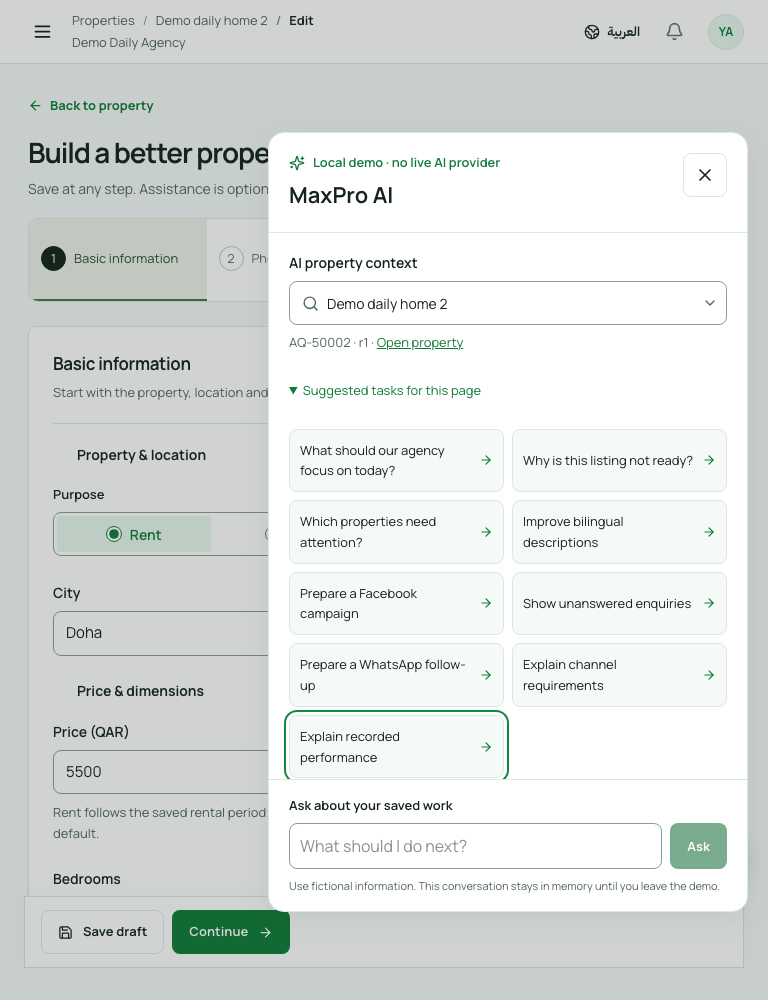 Properties / Demo daily home 2 / Edit
Demo Daily Agency
العربية
YA
Back to property
Build a better prope
Save at any step. Assistance is option
1 Basic information
2 Ph
Basic information
Start with the property, location and
Property & location
Purpose
Rent
City
Doha
Price & dimensions
Price (QAR)
5500
Rent follows the saved rental period
default.
Bedrooms
Save draft
Continue
Local demo · no live AI provider
MaxPro AI
AI property context
Demo daily home 2
AQ-50002 · r1 · Open property
Suggested tasks for this page
What should our agency
focus on today?
Why is this listing not ready?
Which properties need
attention?
Improve bilingual
descriptions
Prepare a Facebook
campaign
Show unanswered enquiries
Prepare a WhatsApp follow-
up
Explain channel
requirements
Explain recorded
performance
Ask about your saved work
What should I do next?
Ask
Use fictional information. This conversation stays in memory until you leave the demo.